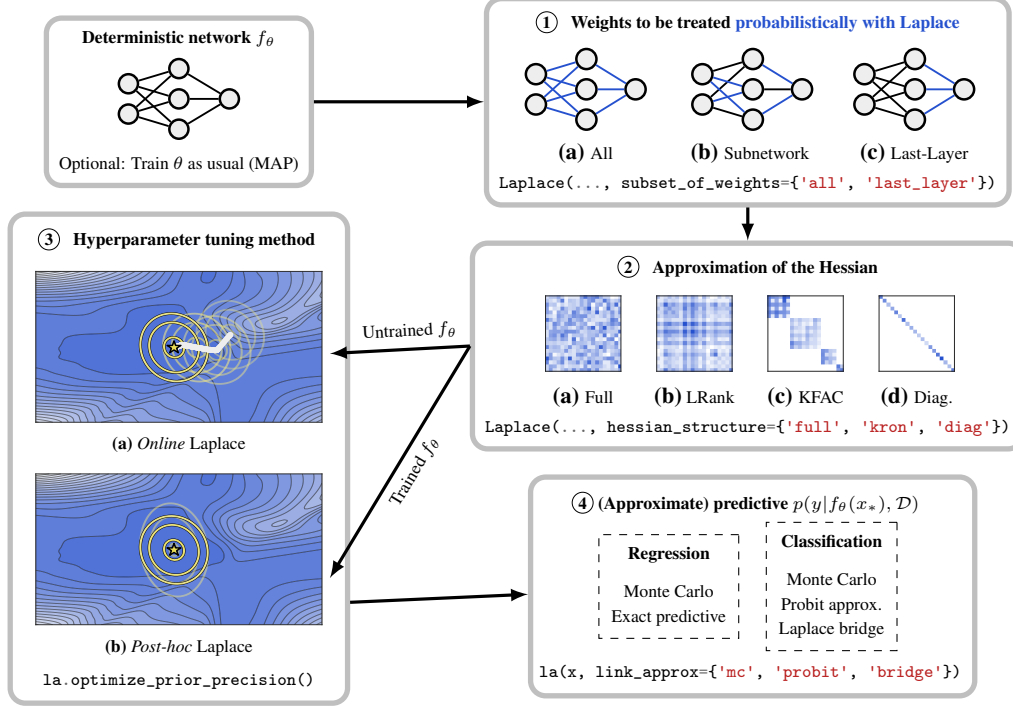 Deterministic network f_θ
Optional: Train θ as usual (MAP)
① Weights to be treated probabilistically with Laplace
(a) All
(b) Subnetwork
(c) Last-Layer
Laplace(..., subset_of_weights={'all', 'last_layer'})
② Approximation of the Hessian
(a) Full
(b) LRank
(c) KFAC
(d) Diag.
Laplace(..., hessian_structure={'full', 'kron', 'diag'})
Untrained f_θ
Trained f_θ
③ Hyperparameter tuning method
(a) Online Laplace
(b) Post-hoc Laplace
la.optimize_prior_precision()
④ (Approximate) predictive p(y|f_θ(x_*), 𝒟)
Regression
Monte Carlo
Exact predictive
Classification
Monte Carlo
Probit approx.
Laplace bridge
la(x, link_approx={'mc', 'probit', 'bridge'})